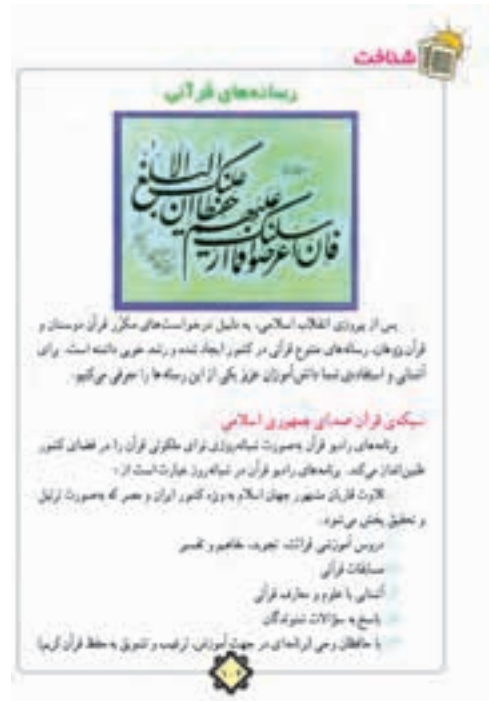 شناخت
رسانه‌های قرآنی
فان اعرضوا فما ارسلنک علیهم حفیظا ان علیک الا البلغ
پس از پیروزی انقلاب اسلامی، به دلیل درخواست‌های مکرّر قرآن دوستان و
قرآن پژوهان، رسانه‌های متنوع قرآنی در کشور ایجاد شده و رشد خوبی داشته است. برای
آشنایی و استفاده‌ی شما دانش‌آموزان عزیز یکی از این رسانه‌ها را معرفی می‌کنیم.
شبکه‌ی قرآن صدای جمهوری اسلامی
برنامه‌های رادیو قرآن به‌صورت شبانه‌روزی نوای ملکوتی قرآن را در فضای کشور
طنین‌انداز می‌کند. برنامه‌های رادیو قرآن در شبانه‌روز عبارت است از :
تلاوت قاریان مشهور جهان اسلام به ویژه کشور ایران و مصر که به‌صورت ترتیل
و تحقیق پخش می‌شود.
دروس آموزشی قرائت، تجوید، مفاهیم و تفسیر
مسابقات قرآنی
آشنایی با علوم و معارف قرآنی
پاسخ به سؤالات شنوندگان
با حافظان وحی (برنامه‌ای در جهت آموزش، ترغیب و تشویق به حفظ قرآن کریم)